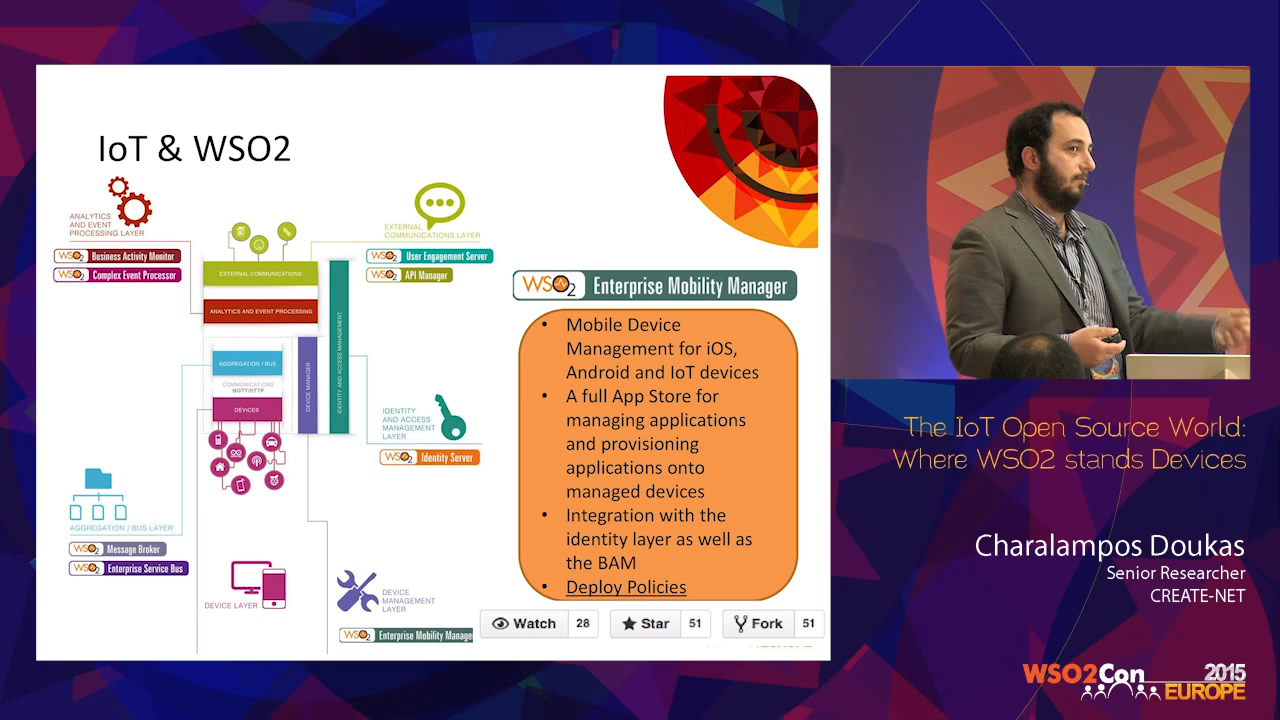 IoT & WSO2
ANALYTICS
AND EVENT
PROCESSING LAYER
WSO2 Business Activity Monitor
WSO2 Complex Event Processor
EXTERNAL
COMMUNICATIONS LAYER
WSO2 User Engagement Server
WSO2 API Manager
EXTERNAL COMMUNICATIONS
ANALYTICS AND EVENT PROCESSING
AGGREGATION / BUS
COMMUNICATIONS
MQTT/HTTP
DEVICES
DEVICE MANAGER
IDENTITY AND ACCESS MANAGEMENT
IDENTITY
AND ACCESS
MANAGEMENT
LAYER
WSO2 Identity Server
AGGREGATION / BUS LAYER
WSO2 Message Broker
WSO2 Enterprise Service Bus
DEVICE LAYER
DEVICE
MANAGEMENT
LAYER
WSO2 Enterprise Mobility Manage
WSO2 Enterprise Mobility Manager
• Mobile Device
Management for iOS,
Android and IoT devices
• A full App Store for
managing applications
and provisioning
applications onto
managed devices
• Integration with the
identity layer as well as
the BAM
• Deploy Policies
Watch 28 Star 51 Fork 51
The IoT Open Source World:
Where WSO2 stands Devices
Charalampos Doukas
Senior Researcher
CREATE-NET
WSO2Con 2015
EUROPE